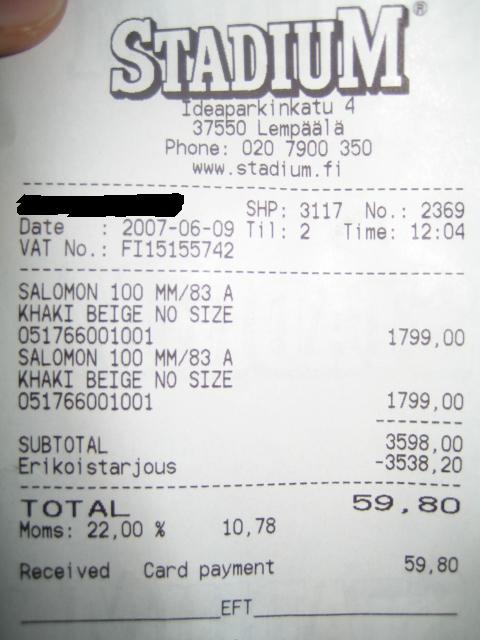 STADIUM®
Ideaparkinkatu 4
37550 Lempäälä
Phone: 020 7900 350
www.stadium.fi
SHP: 3117 No.: 2369
Date : 2007-06-09 Til: 2 Time: 12:04
VAT No.: FI15155742
SALOMON 100 MM/83 A
KHAKI BEIGE NO SIZE
051766001001 1799,00
SALOMON 100 MM/83 A
KHAKI BEIGE NO SIZE
051766001001 1799,00
SUBTOTAL 3598,00
Erikoistarjous -3538,20
TOTAL 59,80
Moms: 22,00 % 10,78
Received Card payment 59,80
EFT